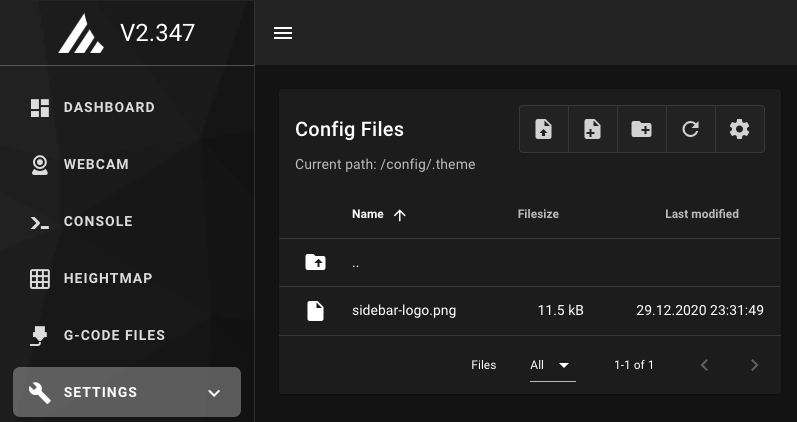 V2.347
DASHBOARD
WEBCAM
CONSOLE
HEIGHTMAP
G-CODE FILES
SETTINGS
Config Files
Current path: /config/.theme
Name Filesize Last modified
..
sidebar-logo.png 11.5 kB 29.12.2020 23:31:49
Files All 1-1 of 1